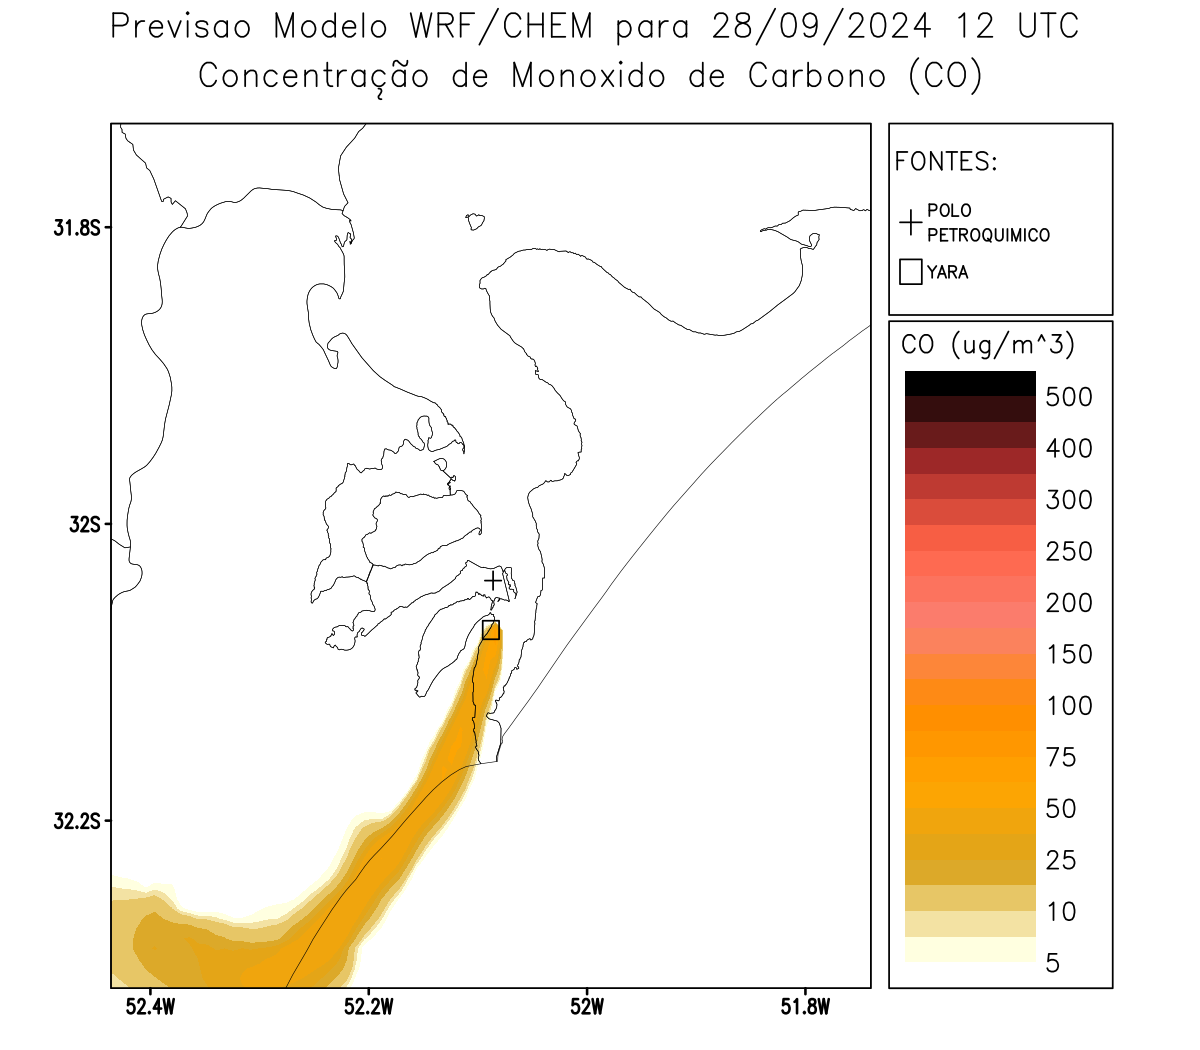 Previsao Modelo WRF/CHEM para 28/09/2024 12 UTC
Concentração de Monoxido de Carbono (CO)
FONTES:
POLO
PETROQUIMICO
YARA
CO (ug/m^3)
500
400
300
250
200
150
100
75
50
25
10
5
31.8S
32S
32.2S
52.4W
52.2W
52W
51.8W